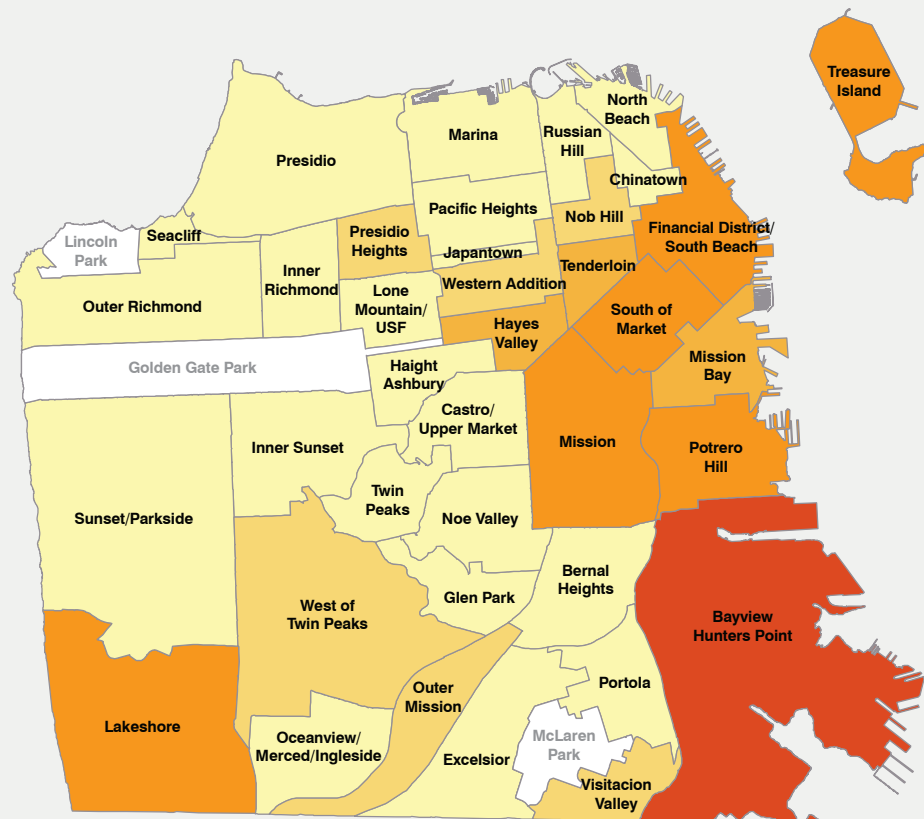 Treasure
Island
North
Beach
Marina
Russian
Hill
Presidio
Chinatown
Pacific Heights
Nob Hill
Seacliff
Lincoln
Park
Presidio
Heights
Financial District/
South Beach
Japantown
Tenderloin
Inner
Richmond
Western Addition
Outer Richmond
Lone
Mountain/
USF
South of
Market
Hayes
Valley
Golden Gate Park
Haight
Ashbury
Mission
Bay
Castro/
Upper Market
Inner Sunset
Mission
Potrero
Hill
Twin
Peaks
Sunset/Parkside
Noe Valley
Bernal
Heights
Glen Park
West of
Twin Peaks
Bayview
Hunters Point
Outer
Mission
Portola
Lakeshore
Oceanview/
Merced/Ingleside
McLaren
Park
Excelsior
Visitacion
Valley